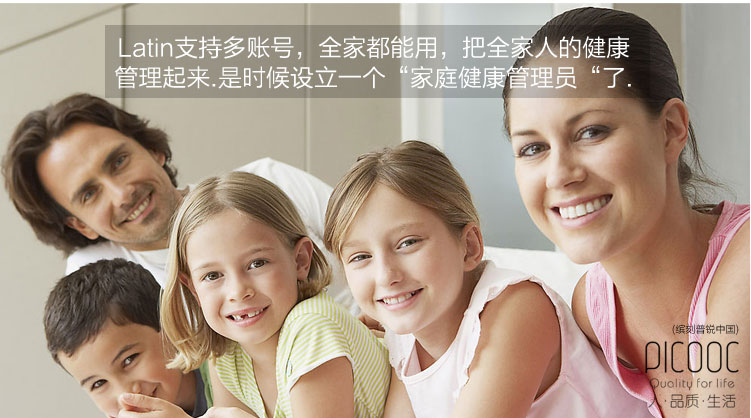 Latin支持多账号，全家都能用，把全家人的健康
管理起来.是时候设立一个“家庭健康管理员“了.
(缤刻普锐中国)
PICOOC
Quality for life
人·品质·生活